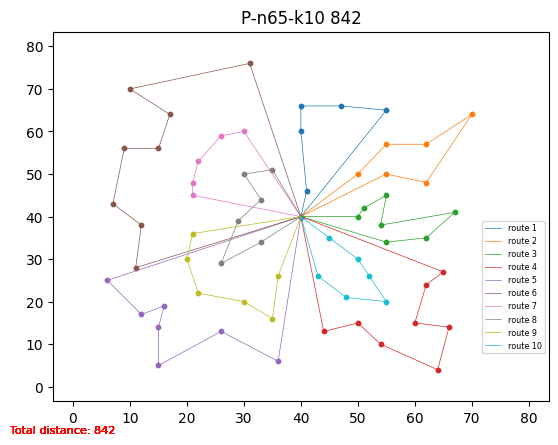 P-n65-k10 842
80
70
60
50
40
30
20
10
0
route 1
route 2
route 3
route 4
route 5
route 6
route 7
route 8
route 9
route 10
0 10 20 30 40 50 60 70 80
Total distance: 842